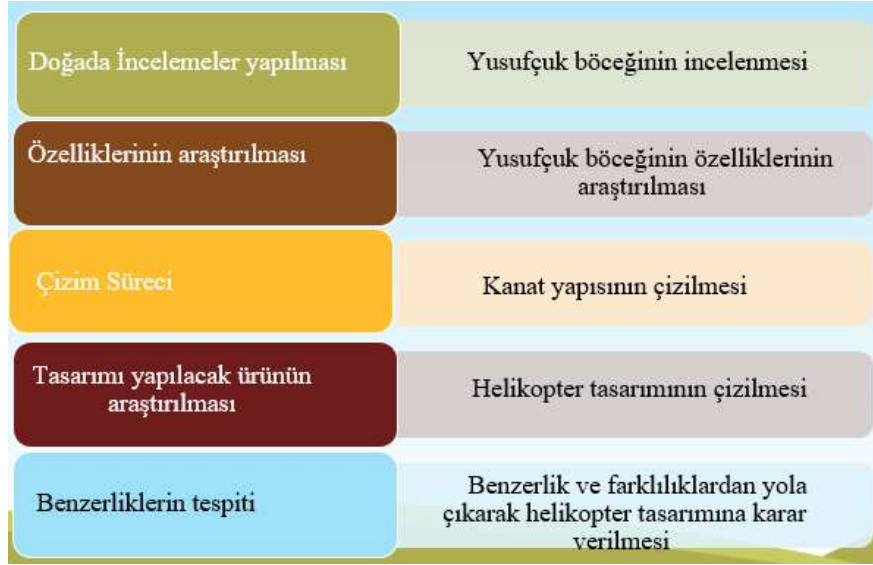 Doğada İncelemeler yapılması
Yusufçuk böceğinin incelenmesi
Özelliklerinin araştırılması
Yusufçuk böceğinin özelliklerinin
araştırılması
Çizim Süreci
Kanat yapısının çizilmesi
Tasarımı yapılacak ürünün
araştırılması
Helikopter tasarımının çizilmesi
Benzerliklerin tespiti
Benzerlik ve farklılıklardan yola
çıkarak helikopter tasarımına karar
verilmesi